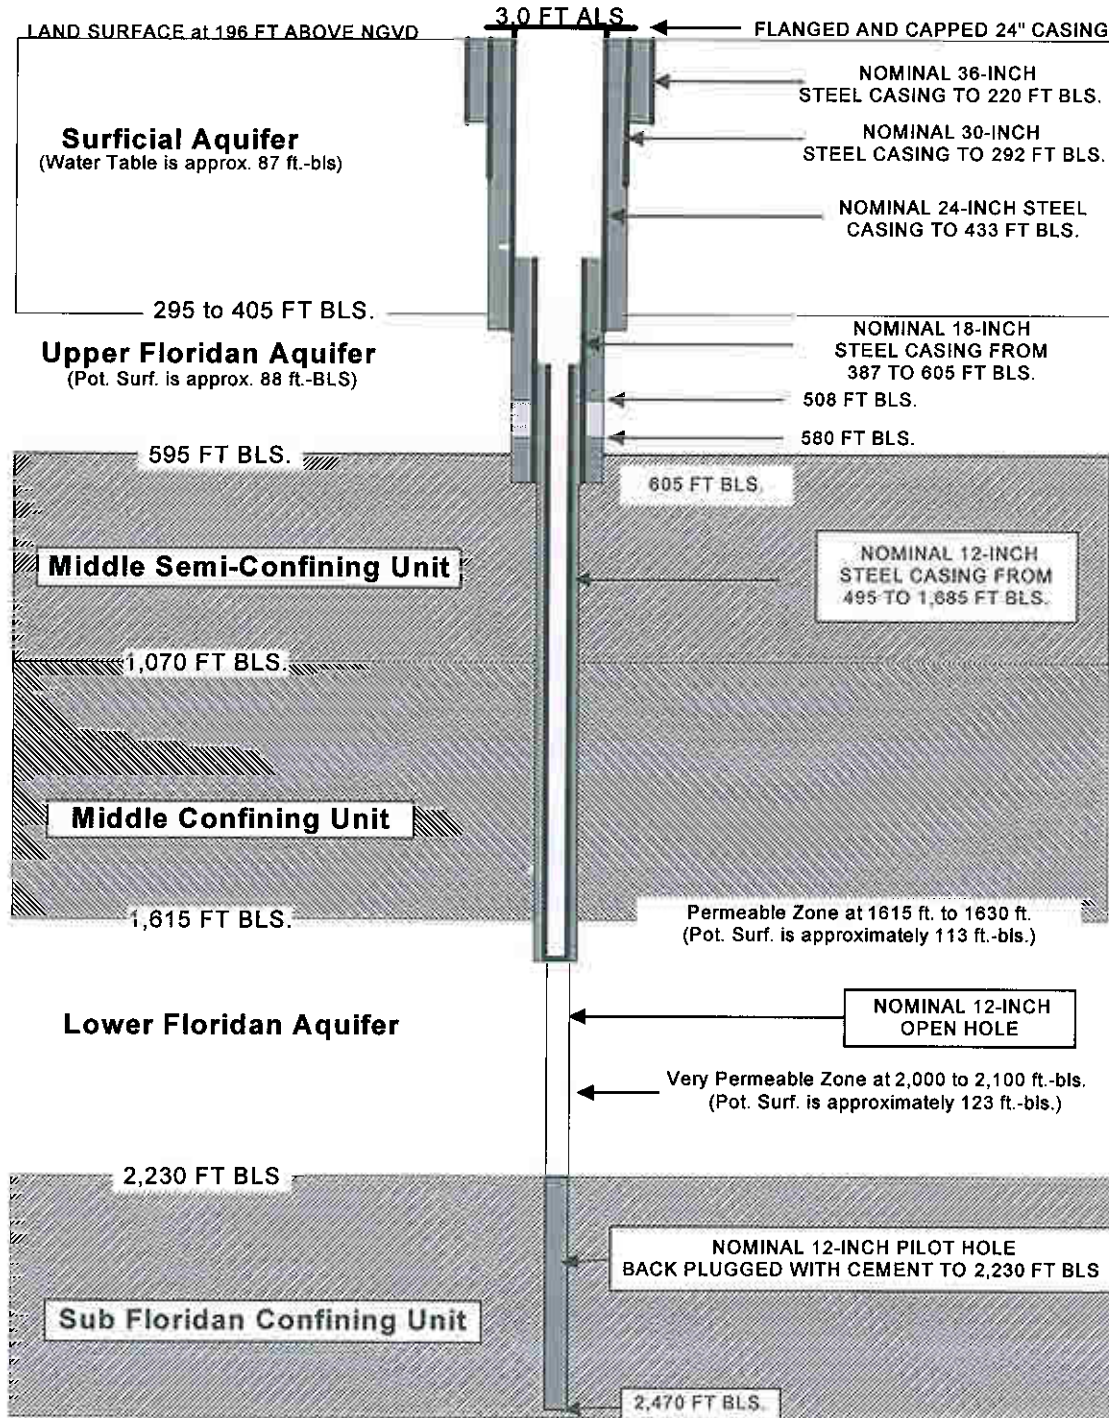 3.0 FT ALS
LAND SURFACE at 196 FT ABOVE NGVD
FLANGED AND CAPPED 24" CASING
NOMINAL 36-INCH
STEEL CASING TO 220 FT BLS.
Surficial Aquifer
(Water Table is approx. 87 ft.-bls)
NOMINAL 30-INCH
STEEL CASING TO 292 FT BLS.
NOMINAL 24-INCH STEEL
CASING TO 433 FT BLS.
295 to 405 FT BLS.
Upper Floridan Aquifer
(Pot. Surf. is approx. 88 ft.-BLS)
NOMINAL 18-INCH
STEEL CASING FROM
387 TO 605 FT BLS.
508 FT BLS.
580 FT BLS.
595 FT BLS.
605 FT BLS.
Middle Semi-Confining Unit
NOMINAL 12-INCH
STEEL CASING FROM
495 TO 1,685 FT BLS.
1,070 FT BLS.
Middle Confining Unit
1,615 FT BLS.
Permeable Zone at 1615 ft. to 1630 ft.
(Pot. Surf. is approximately 113 ft.-bls.)
Lower Floridan Aquifer
NOMINAL 12-INCH
OPEN HOLE
Very Permeable Zone at 2,000 to 2,100 ft.-bls.
(Pot. Surf. is approximately 123 ft.-bls.)
2,230 FT BLS
NOMINAL 12-INCH PILOT HOLE
BACK PLUGGED WITH CEMENT TO 2,230 FT BLS
Sub Floridan Confining Unit
2,470 FT BLS.